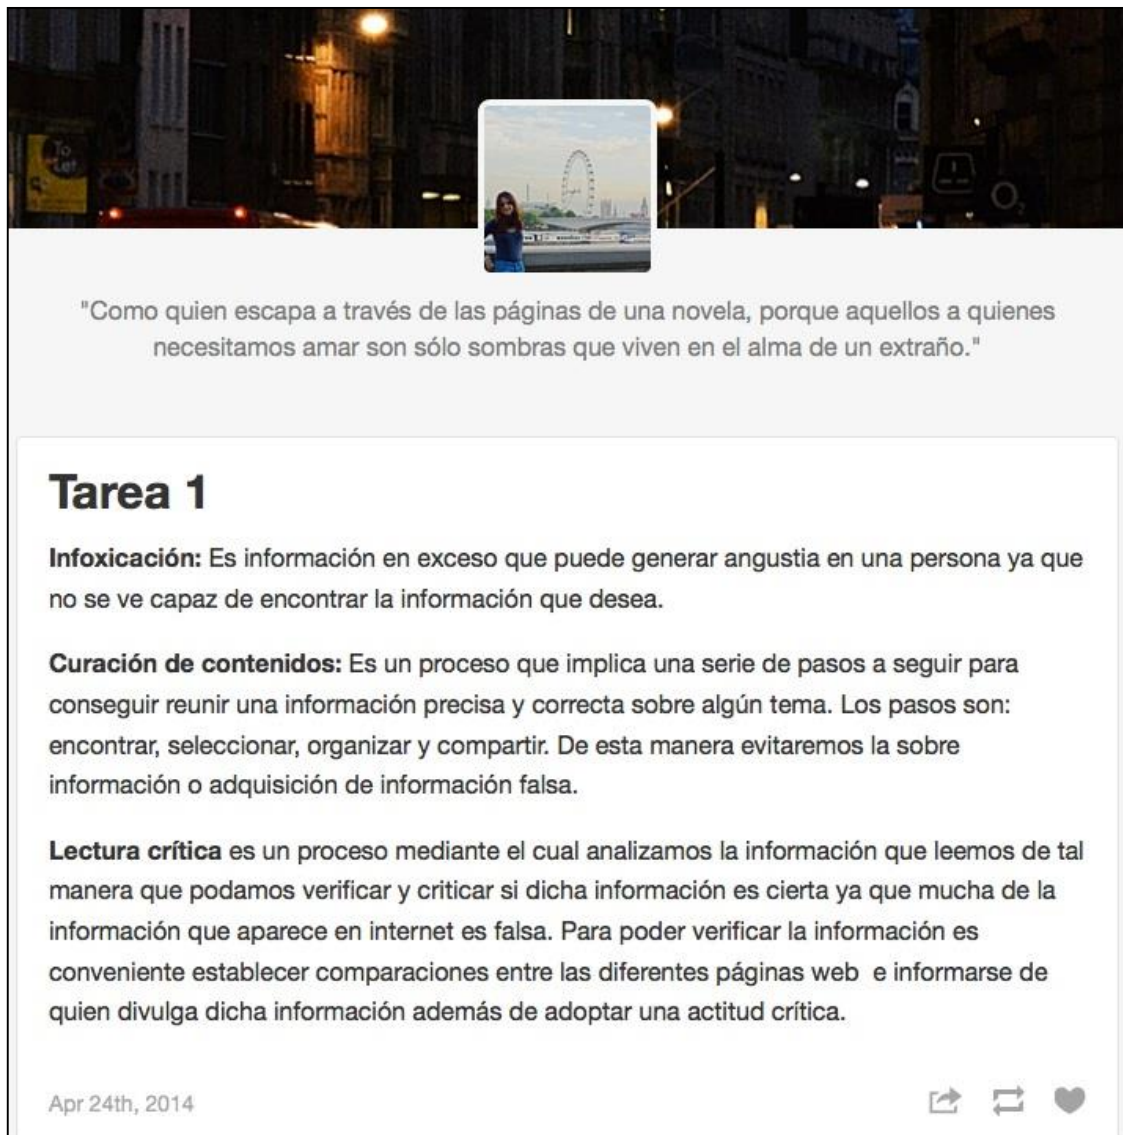 To
Let
O2
"Como quien escapa a través de las páginas de una novela, porque aquellos a quienes
necesitamos amar son sólo sombras que viven en el alma de un extraño."
Tarea 1
Infoxicación: Es información en exceso que puede generar angustia en una persona ya que
no se ve capaz de encontrar la información que desea.
Curación de contenidos: Es un proceso que implica una serie de pasos a seguir para
conseguir reunir una información precisa y correcta sobre algún tema. Los pasos son:
encontrar, seleccionar, organizar y compartir. De esta manera evitaremos la sobre
información o adquisición de información falsa.
Lectura crítica es un proceso mediante el cual analizamos la información que leemos de tal
manera que podamos verificar y criticar si dicha información es cierta ya que mucha de la
información que aparece en internet es falsa. Para poder verificar la información es
conveniente establecer comparaciones entre las diferentes páginas web  e informarse de
quien divulga dicha información además de adoptar una actitud crítica.
Apr 24th, 2014